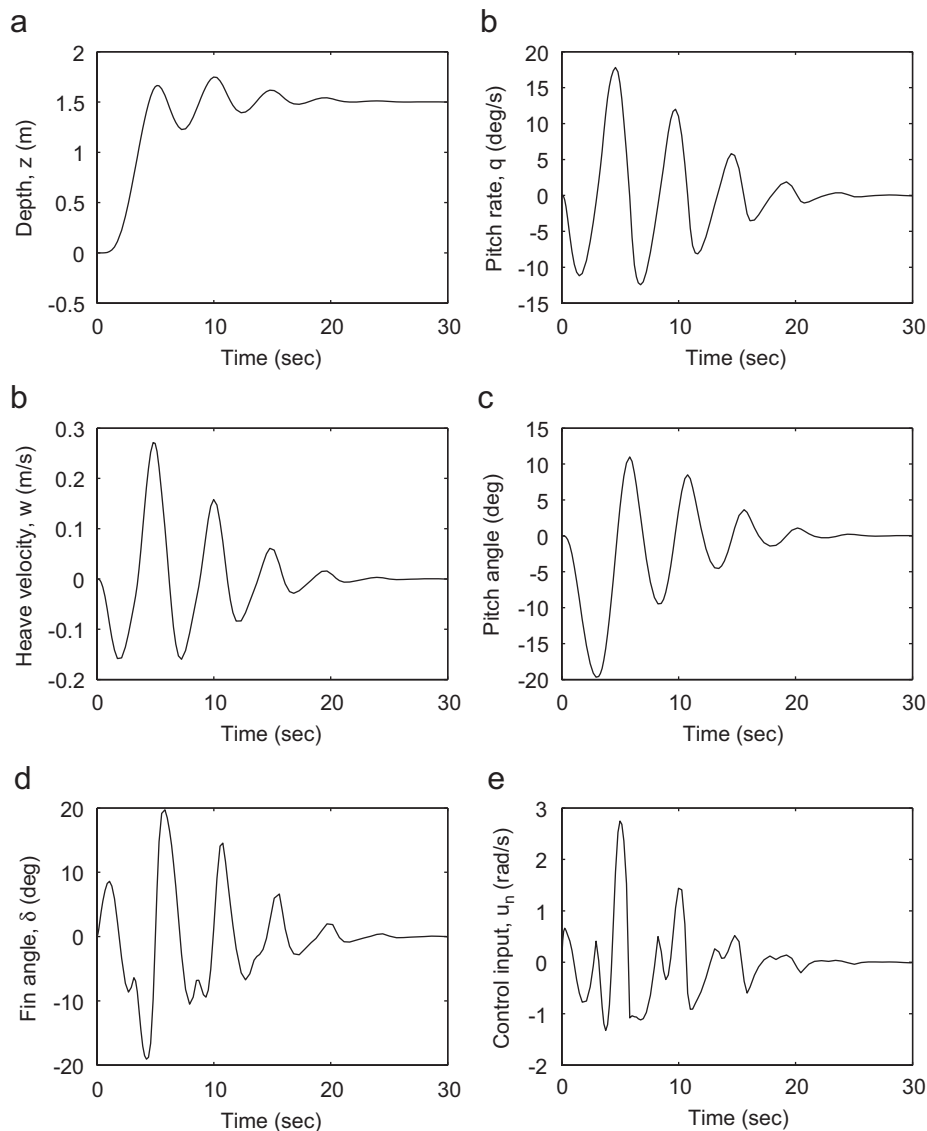 a
2
1.5
1
0.5
0
-0.5
Depth, z (m)
0 10 20 30
Time (sec)
b
20
15
10
5
0
-5
-10
-15
Pitch rate, q (deg/s)
0 10 20 30
Time (sec)
b
0.3
0.2
0.1
0
-0.1
-0.2
Heave velocity, w (m/s)
0 10 20 30
Time (sec)
c
15
10
5
0
-5
-10
-15
-20
Pitch angle (deg)
0 10 20 30
Time (sec)
d
20
10
0
-10
-20
Fin angle, δ (deg)
0 10 20 30
Time (sec)
e
3
2
1
0
-1
-2
Control input, uₙ (rad/s)
0 10 20 30
Time (sec)